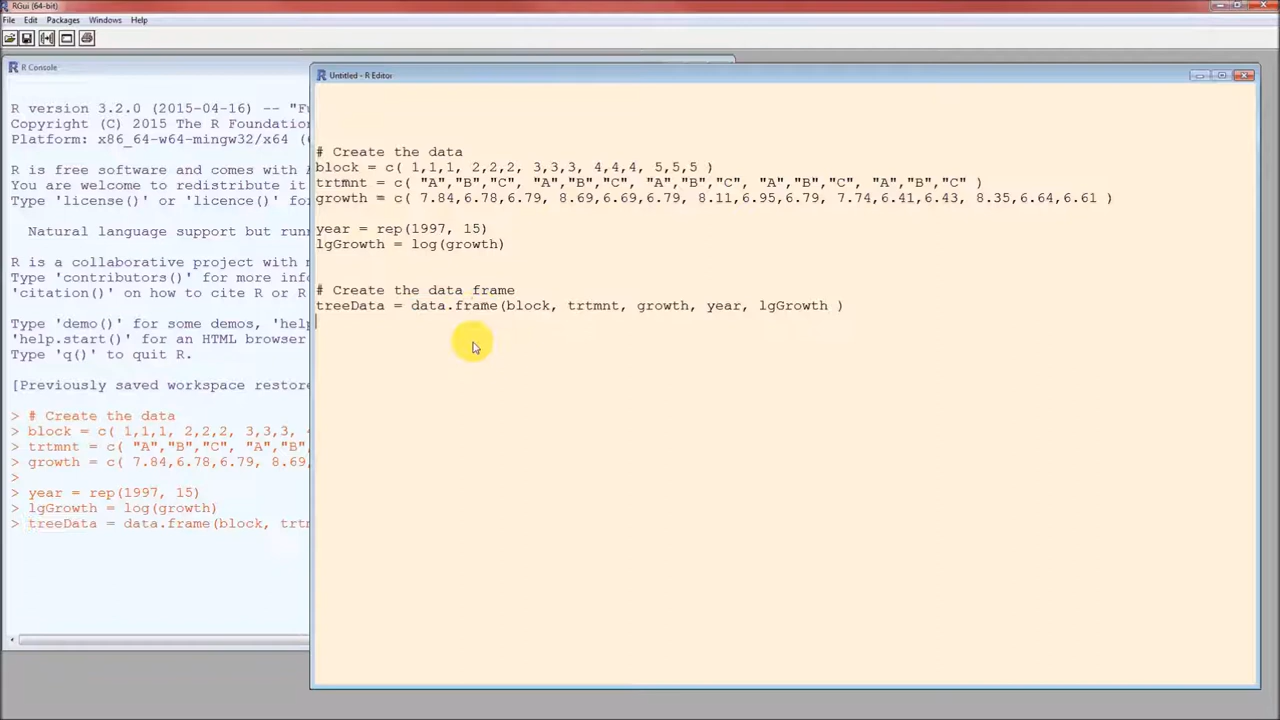 RGui (64-bit)
File Edit Packages Windows Help
R Console
R version 3.2.0 (2015-04-16) -- "Fu
Copyright (C) 2015 The R Foundation
Platform: x86_64-w64-mingw32/x64 (
R is free software and comes with
You are welcome to redistribute it
Type 'license()' or 'licence()' fo
Natural language support but run
R is a collaborative project with
Type 'contributors()' for more inf
'citation()' on how to cite R or R
Type 'demo()' for some demos, 'help
'help.start()' for an HTML browser
Type 'q()' to quit R.
[Previously saved workspace restore
> # Create the data
> block = c( 1,1,1, 2,2,2, 3,3,3,
> trtmnt = c( "A","B","C", "A","B"
> growth = c( 7.84,6.78,6.79, 8.69,
>
> year = rep(1997, 15)
> lgGrowth = log(growth)
> treeData = data.frame(block, trtm
Untitled - R Editor
# Create the data
block = c( 1,1,1, 2,2,2, 3,3,3, 4,4,4, 5,5,5 )
trtmnt = c( "A","B","C", "A","B","C", "A","B","C", "A","B","C", "A","B","C" )
growth = c( 7.84,6.78,6.79, 8.69,6.69,6.79, 8.11,6.95,6.79, 7.74,6.41,6.43, 8.35,6.64,6.61 )
year = rep(1997, 15)
lgGrowth = log(growth)
# Create the data frame
treeData = data.frame(block, trtmnt, growth, year, lgGrowth )